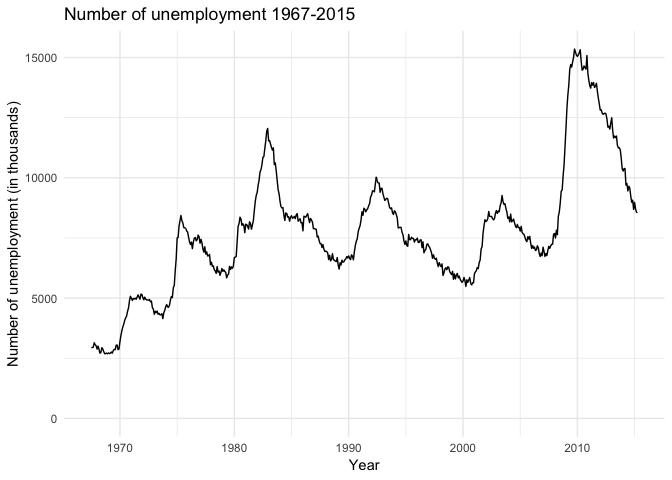 Number of unemployment 1967-2015
Number of unemployment (in thousands)
15000
10000
5000
0
1970 1980 1990 2000 2010
Year